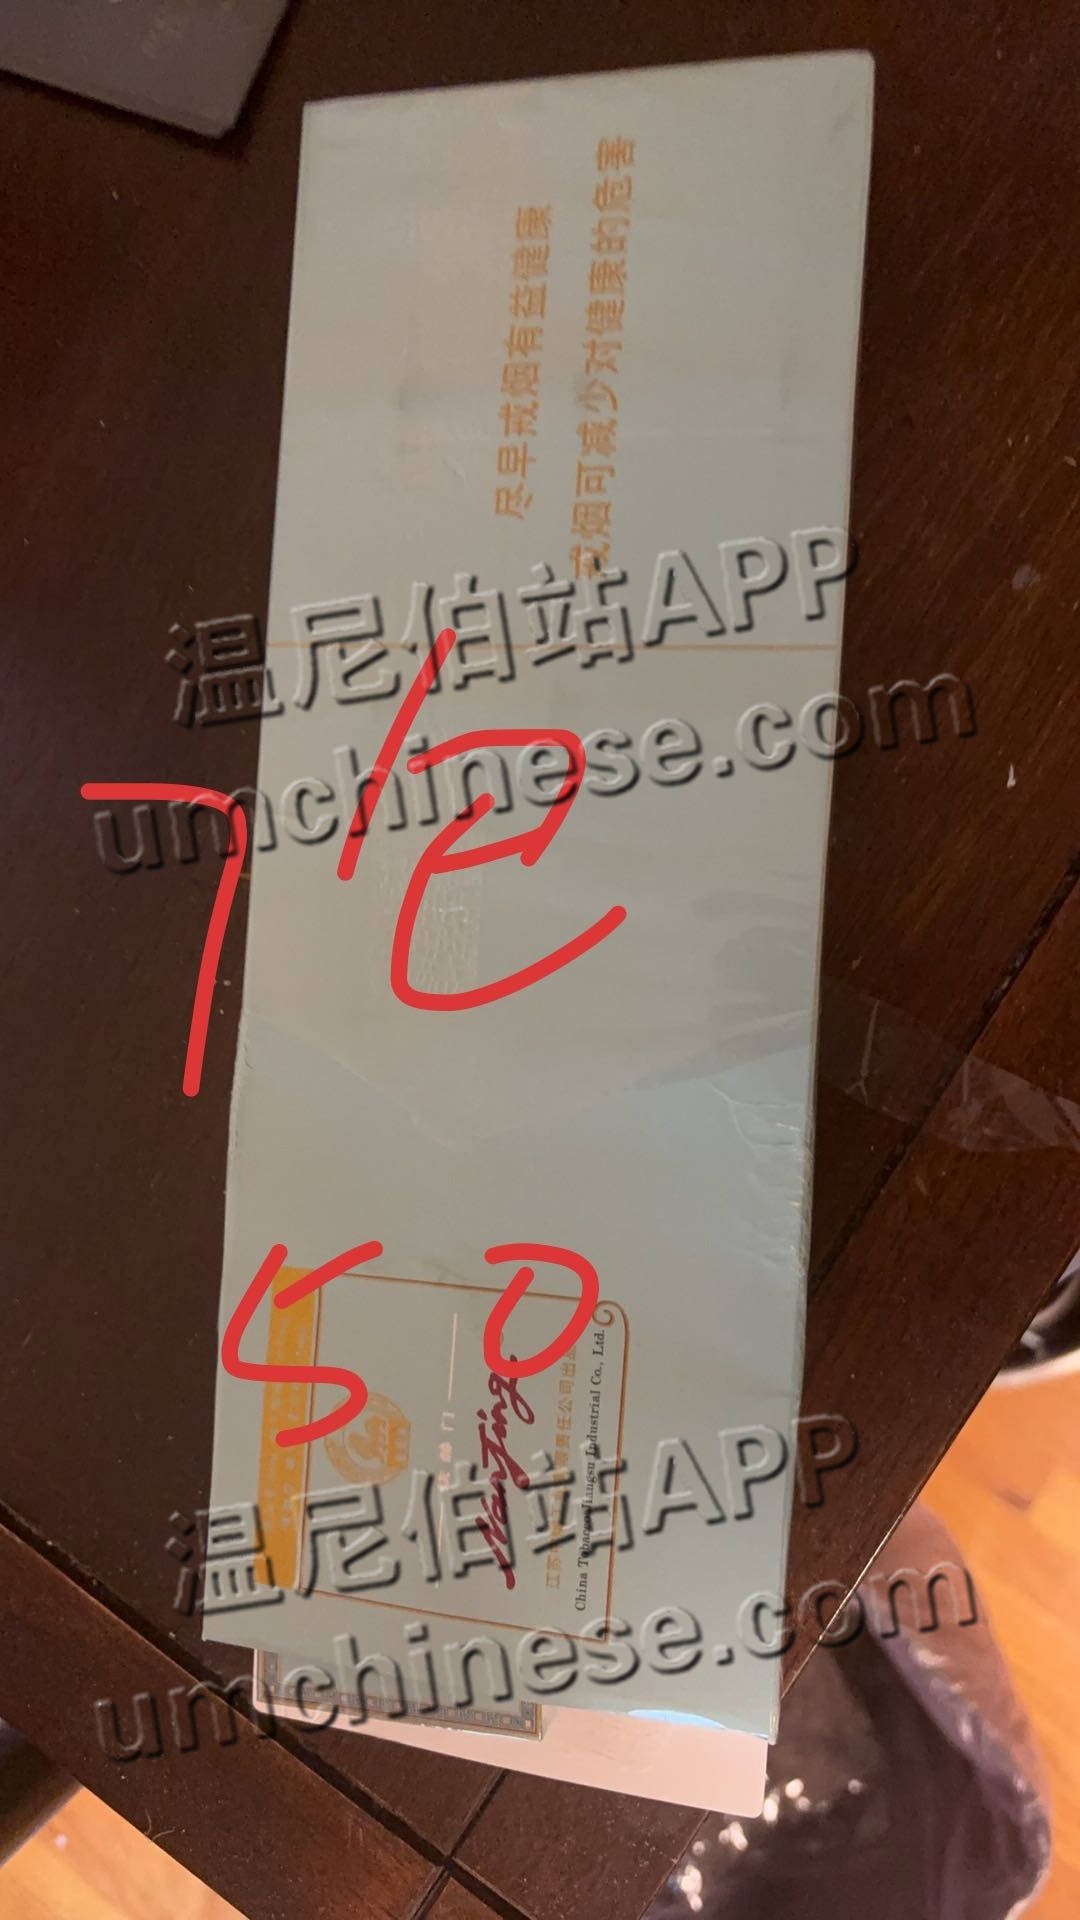 尽早戒烟有益健康
戒烟可减少对健康的危害
温尼伯站APP
umchinese.com
7包
50
Nanjing
China Tobacco Jiangsu Industrial Co., Ltd.
温尼伯站APP
umchinese.com